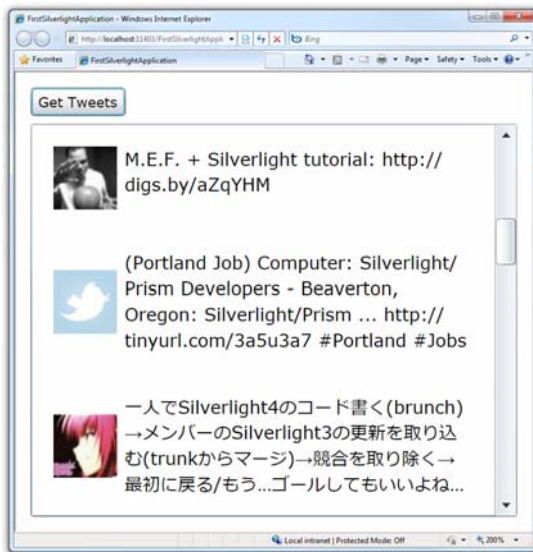 FirstSilverlightApplication - Windows Internet Explorer
http://localhost:11403/FirstSilverlightAppli
Bing
Favorites
FirstSilverlightApplication
Page
Safety
Tools
Get Tweets
M.E.F. + Silverlight tutorial: http://
digs.by/aZqYHM
(Portland Job) Computer: Silverlight/
Prism Developers - Beaverton,
Oregon: Silverlight/Prism ... http://
tinyurl.com/3a5u3a7 #Portland #Jobs
一人でSilverlight4のコード書く(brunch)
→メンバーのSilverlight3の更新を取り込
む(trunkからマージ)→競合を取り除く→
最初に戻る/もう...ゴールしてもいいよね...
Local intranet | Protected Mode: Off
200%